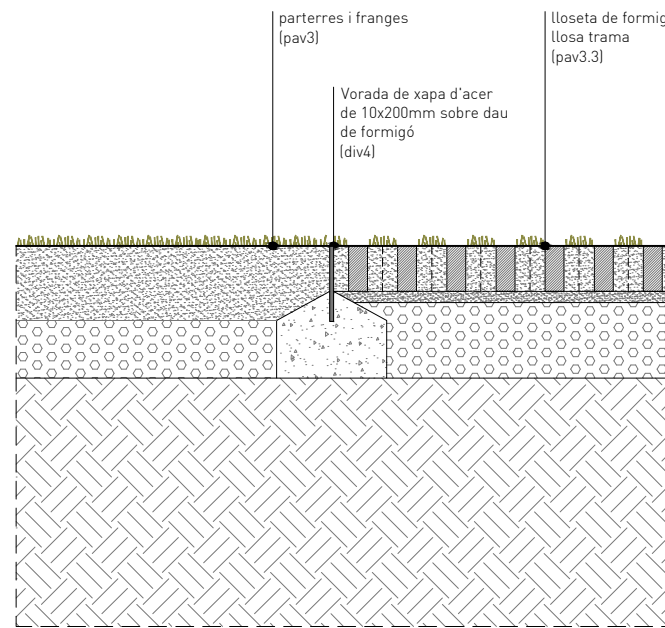 parterres i franges
(pav3)
Vorada de xapa d'acer
de 10x200mm sobre dau
de formigó
(div4)
lloseta de formig
llosa trama
(pav3.3)